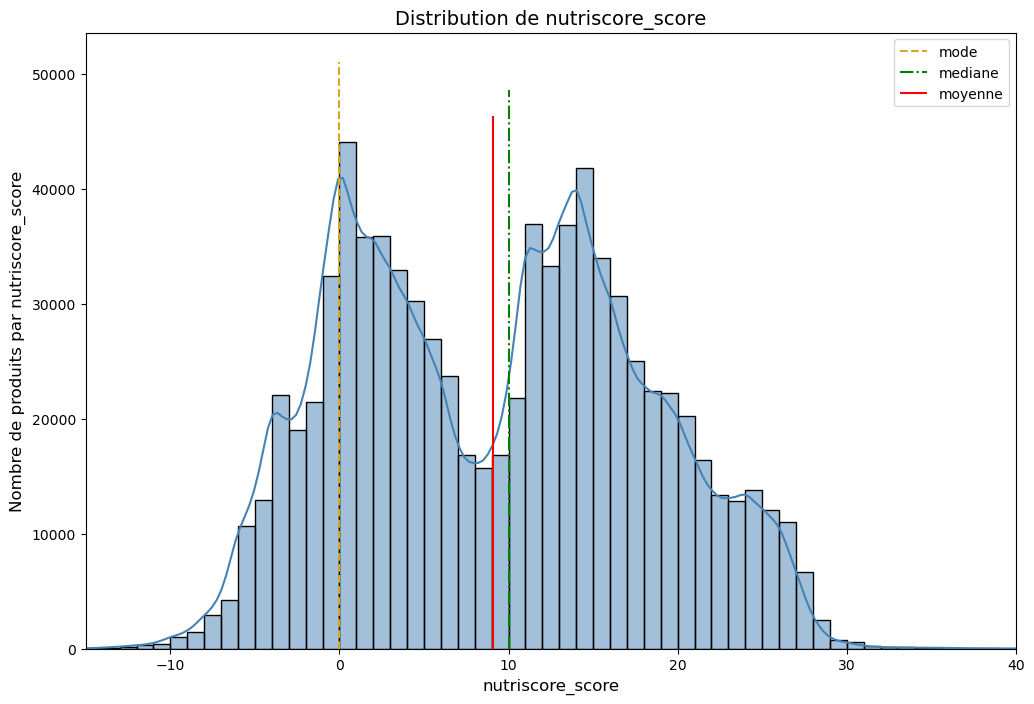 Distribution de nutriscore_score
mode
mediane
moyenne
Nombre de produits par nutriscore_score
50000
40000
30000
20000
10000
0
−10
0
10
20
30
40
nutriscore_score